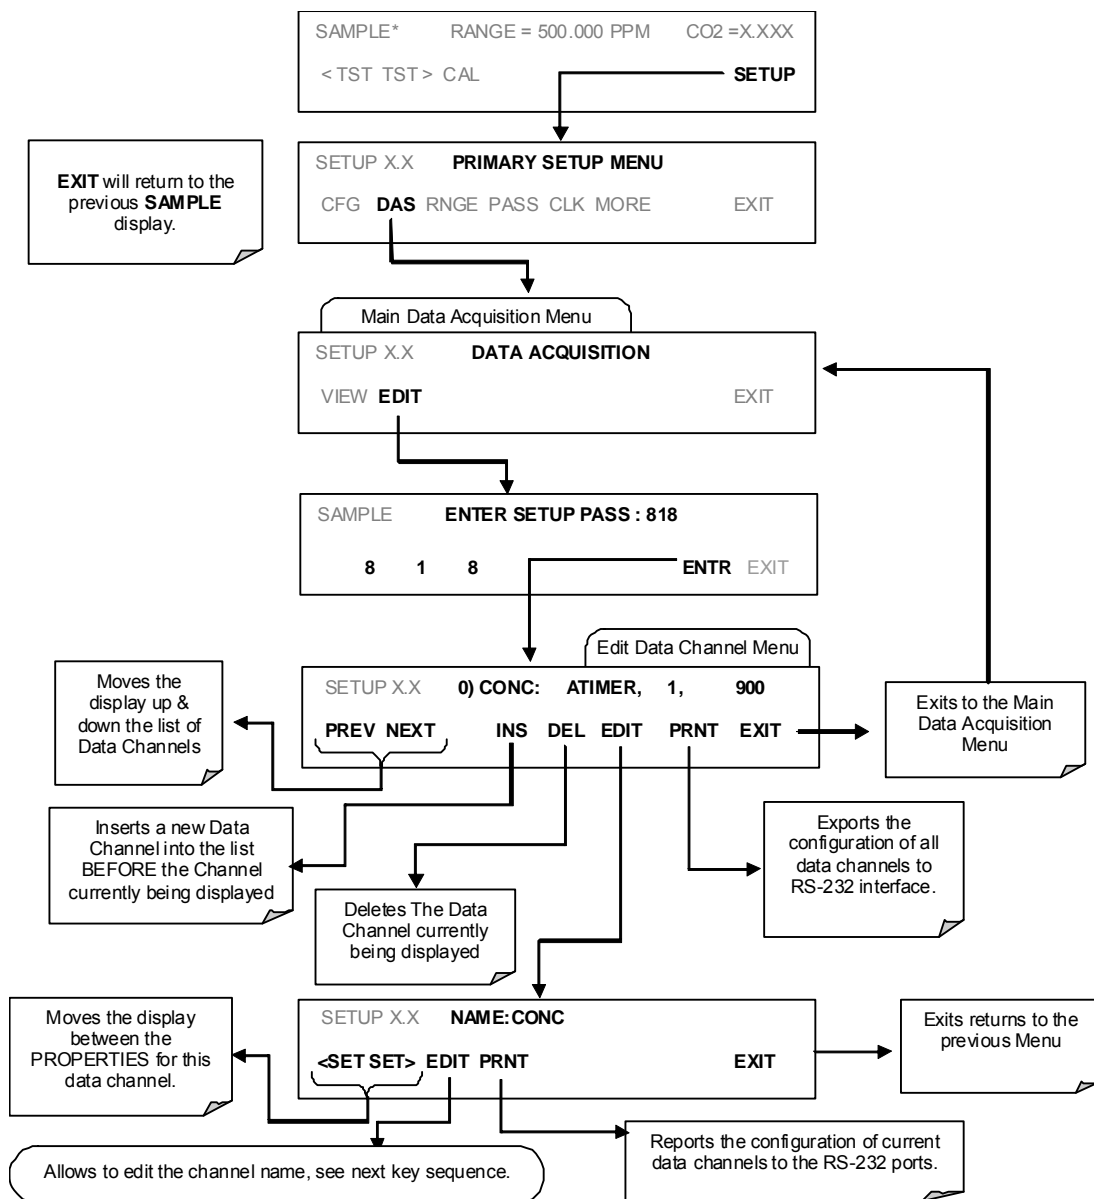 SAMPLE* RANGE = 500.000 PPM CO2 =X.XXX
< TST TST > CAL SETUP
SETUP X.X PRIMARY SETUP MENU
CFG DAS RNGE PASS CLK MORE EXIT
EXIT will return to the
previous SAMPLE
display.
Main Data Acquisition Menu
SETUP X.X DATA ACQUISITION
VIEW EDIT EXIT
SAMPLE ENTER SETUP PASS : 818
8 1 8 ENTR EXIT
Edit Data Channel Menu
SETUP X.X 0) CONC: ATIMER, 1, 900
PREV NEXT INS DEL EDIT PRNT EXIT
Moves the
display up &
down the list of
Data Channels
Exits to the Main
Data Acquisition
Menu
Inserts a new Data
Channel into the list
BEFORE the Channel
currently being displayed
Deletes The Data
Channel currently
being displayed
Exports the
configuration of all
data channels to
RS-232 interface.
SETUP X.X NAME:CONC
<SET SET> EDIT PRNT EXIT
Moves the display
between the
PROPERTIES for this
data channel.
Exits returns to the
previous Menu
Allows to edit the channel name, see next key sequence.
Reports the configuration of current
data channels to the RS-232 ports.